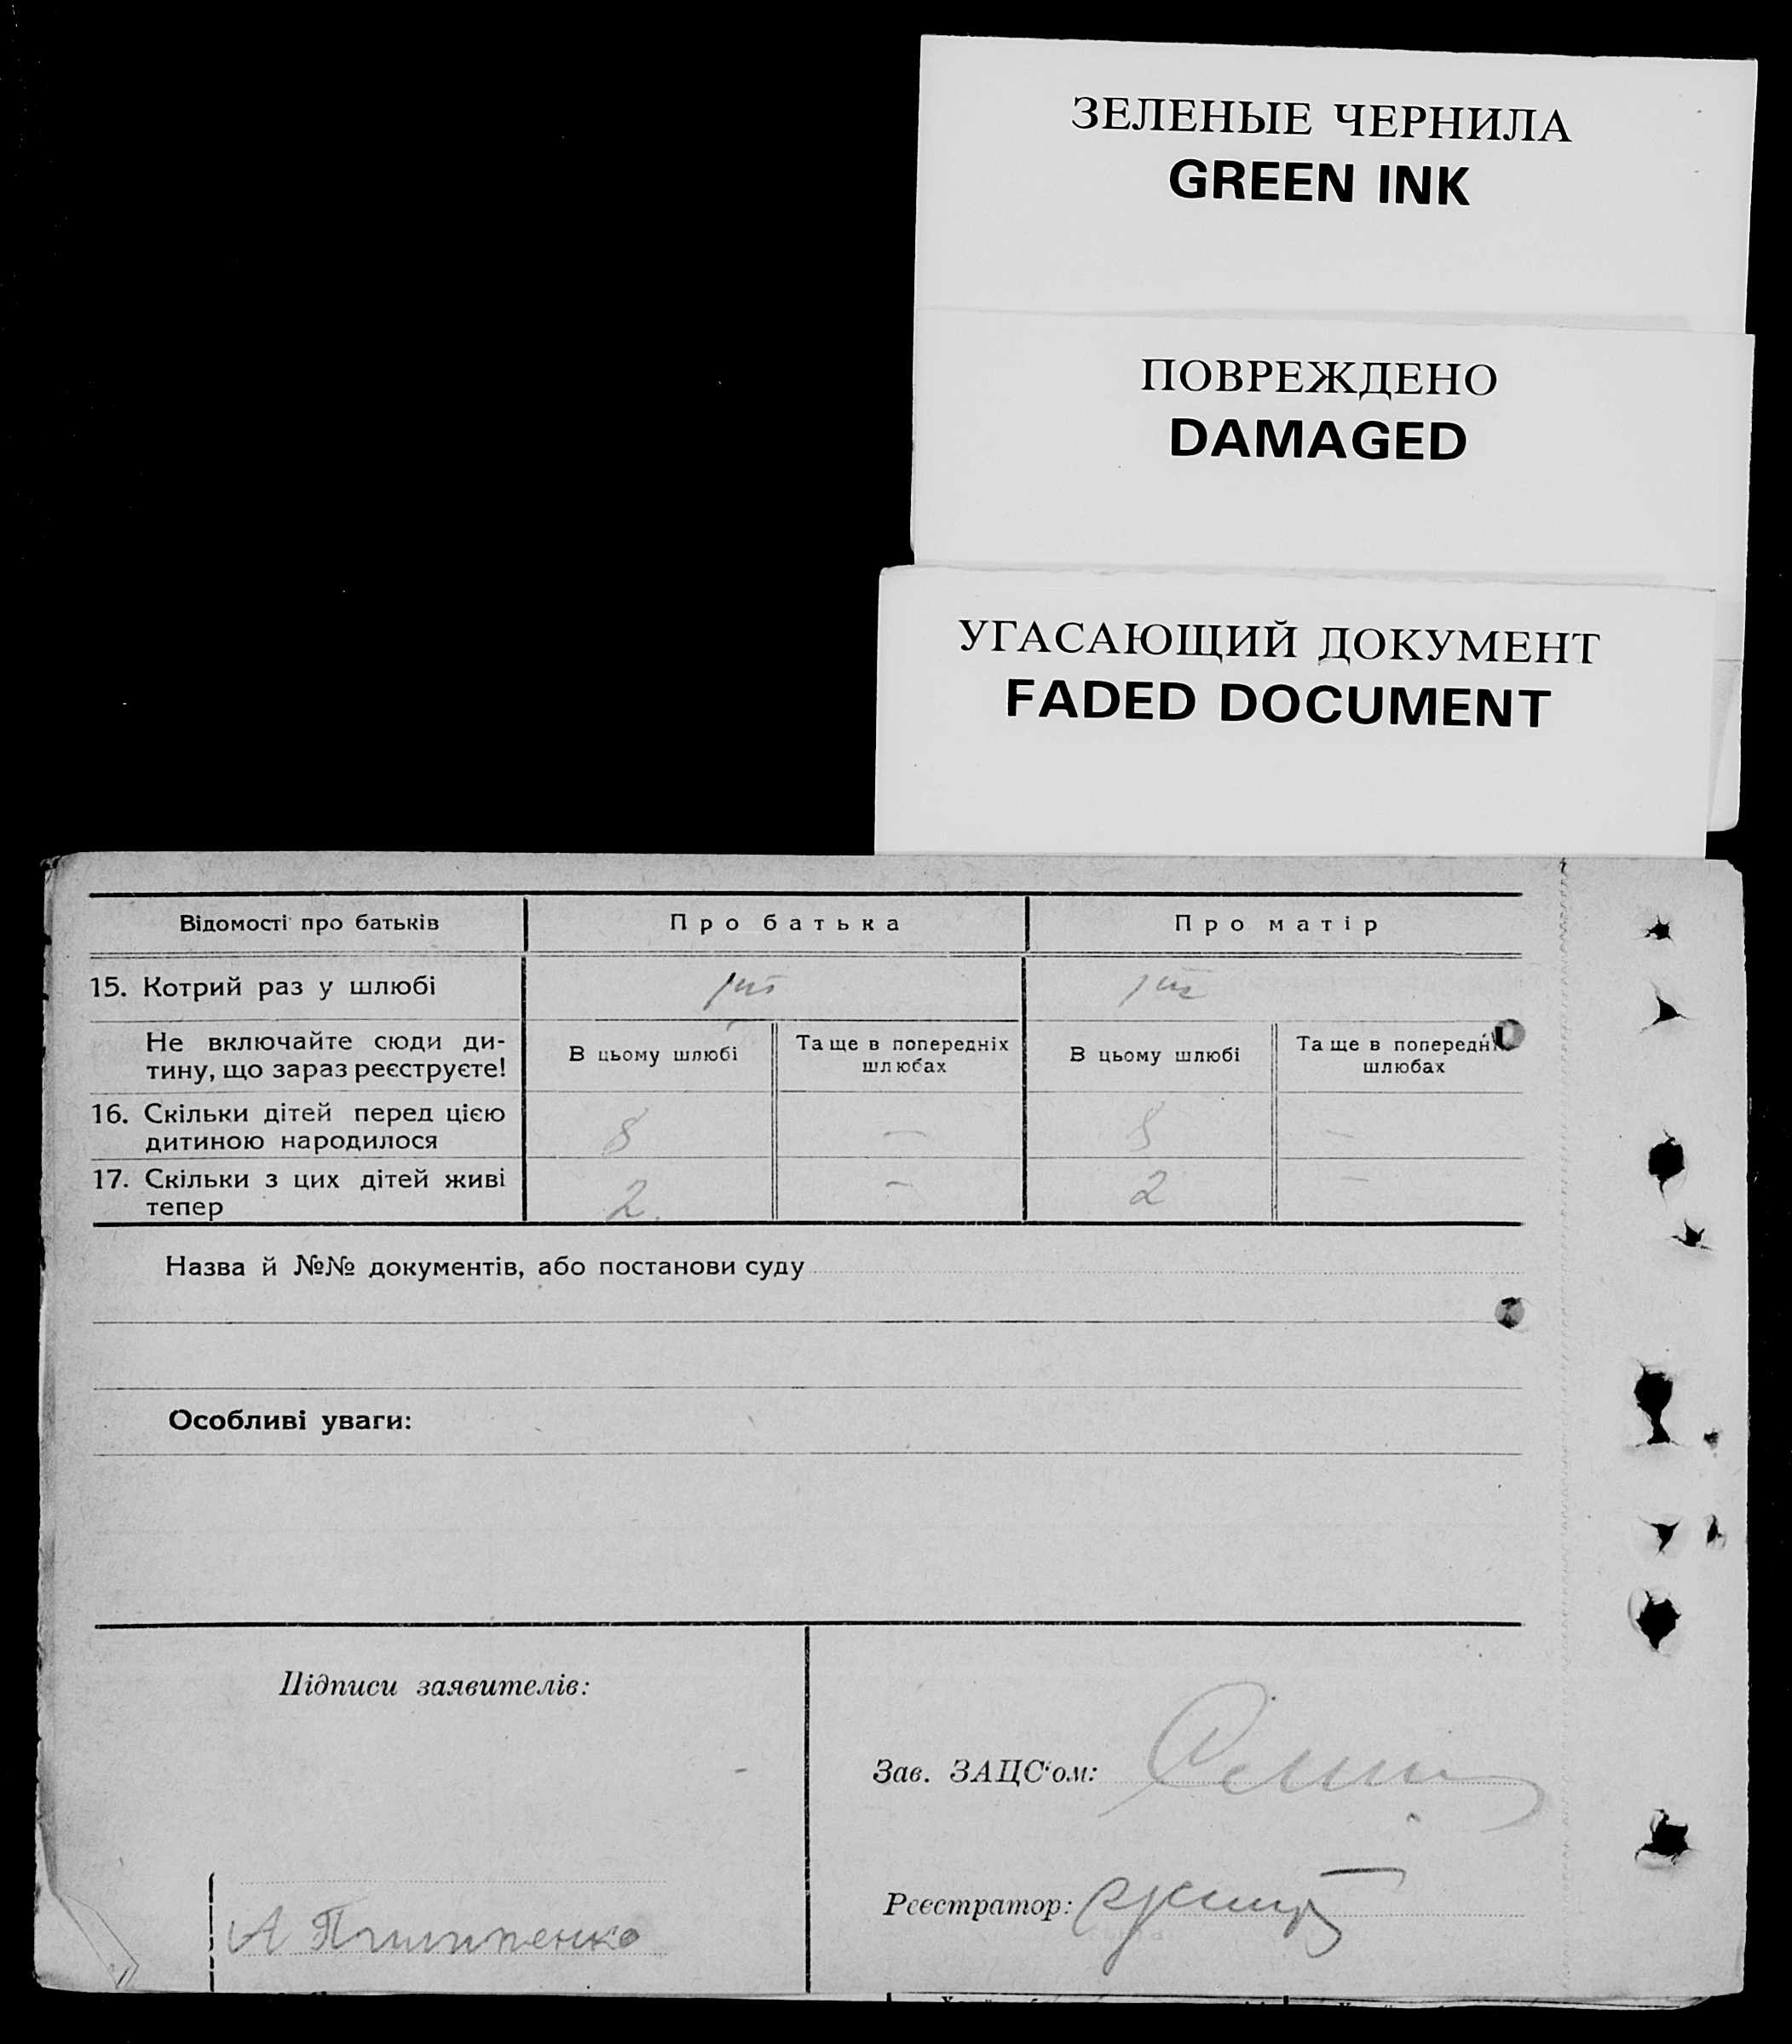 ЗЕЛЕНЫЕ ЧЕРНИЛА
GREEN INK
ПОВРЕЖДЕНО
DAMAGED
УГАСАЮЩИЙ ДОКУМЕНТ
FADED DOCUMENT
Відомості про батьків Про батька Про матір
15. Котрий раз у шлюбі
Не включайте сюди ди-
тину, що зараз реєструєте!
В цьому шлюбі
Та ще в попередніх
шлюбах
В цьому шлюбі
Та ще в попередніх
шлюбах
16. Скільки дітей перед цією
дитиною народилося
8 — 8 —
17. Скільки з цих дітей живі
тепер
2 — 2 —
Назва й №№ документів, або постанови суду
Особливі уваги:
Підписи заявителів:
Зав. ЗАЦС'ом:
Реєстратор:
А Пилипенко